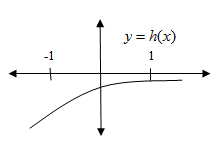 y = h(x)
-1 1